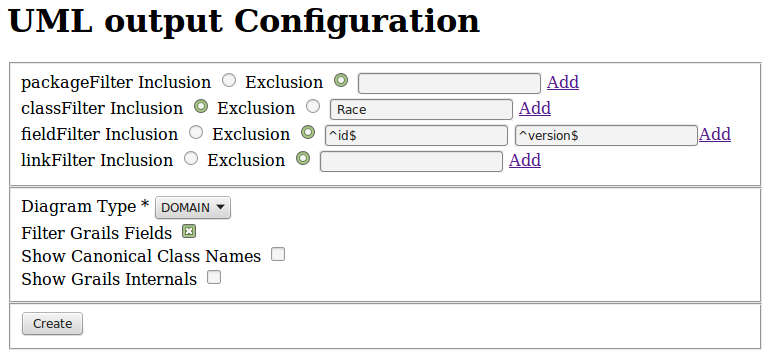 UML output Configuration
packageFilter Inclusion Exclusion Add
classFilter Inclusion Exclusion Race Add
fieldFilter Inclusion Exclusion ^id$ ^version$ Add
linkFilter Inclusion Exclusion Add
Diagram Type * DOMAIN
Filter Grails Fields
Show Canonical Class Names
Show Grails Internals
Create